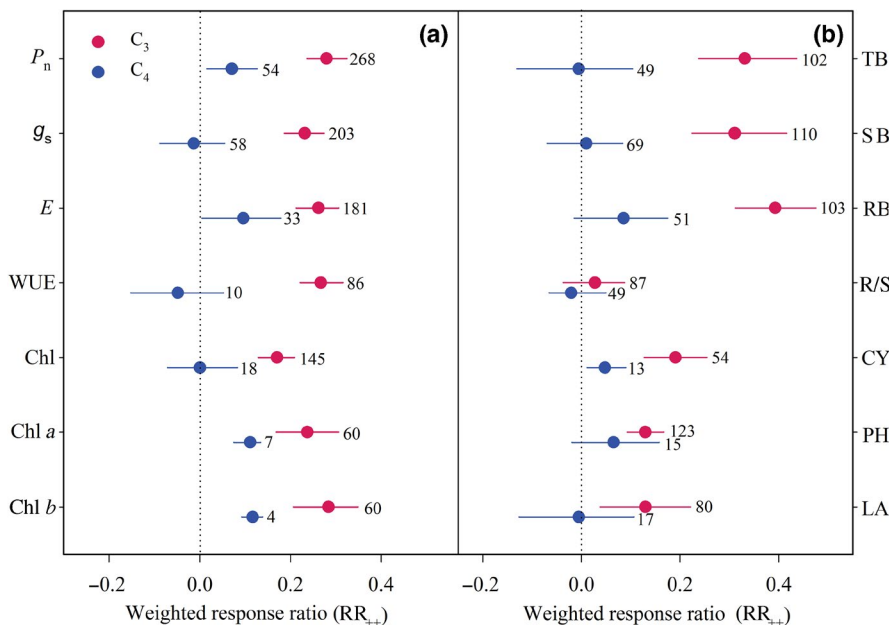 (a)
C3
C4
Pn
268
54
gs
203
58
E
181
33
WUE
86
10
Chl
145
18
Chl a
60
7
Chl b
60
4
−0.2 0.0 0.2 0.4
Weighted response ratio (RR++)
(b)
102 TB
49
110 SB
69
103 RB
51
87 R/S
49
54 CY
13
123 PH
15
80 LA
17
−0.2 0.0 0.2 0.4
Weighted response ratio (RR++)